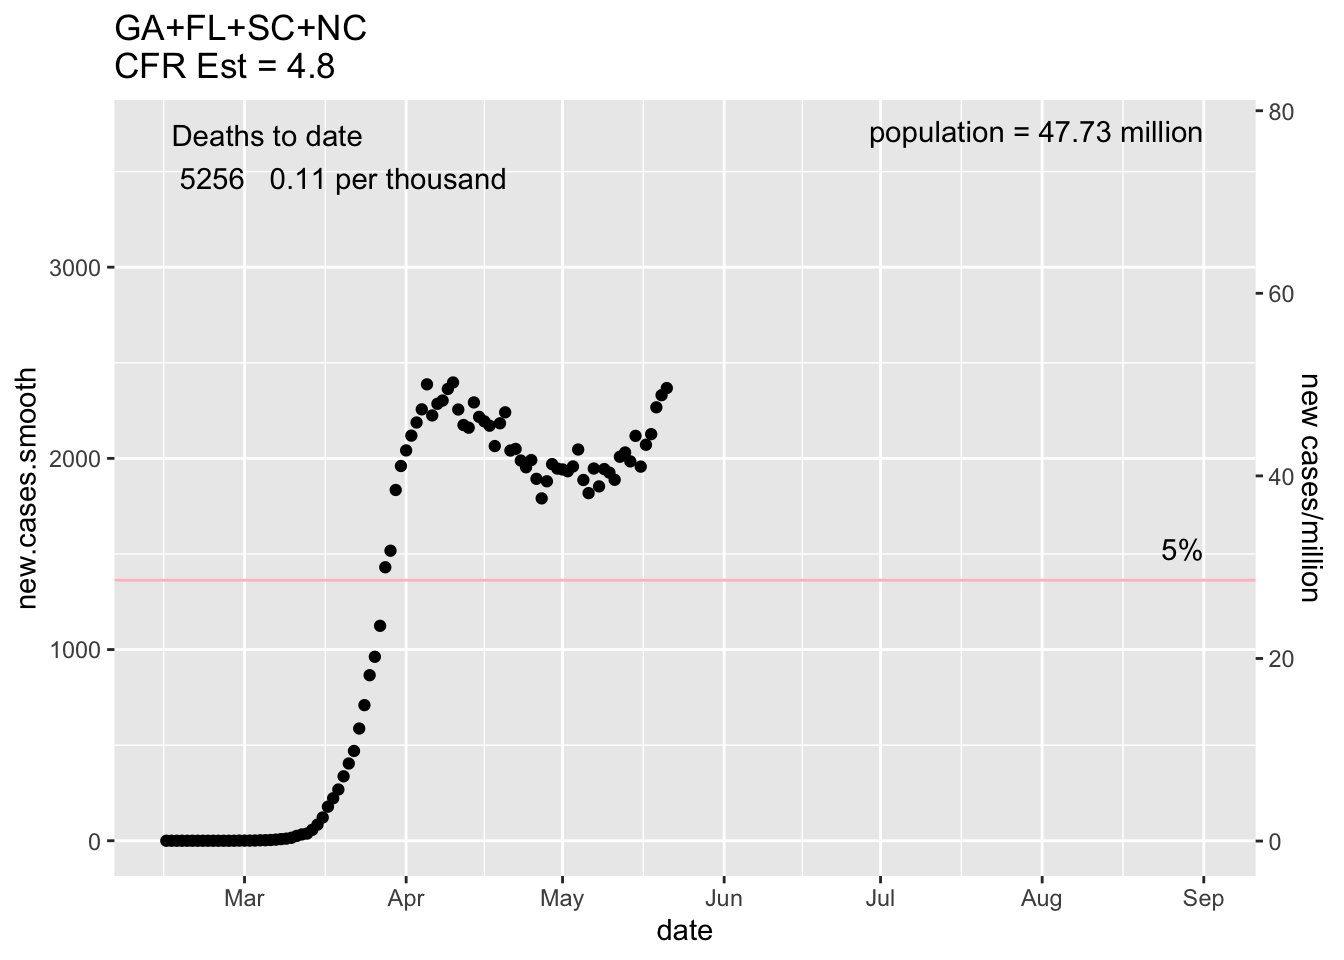 GA+FL+SC+NC
CFR Est = 4.8
Deaths to date
5256 0.11 per thousand
population = 47.73 million
5%
new.cases.smooth
3000
2000
1000
0
80
60
40
20
0
new cases/million
Mar Apr May Jun Jul Aug Sep
date